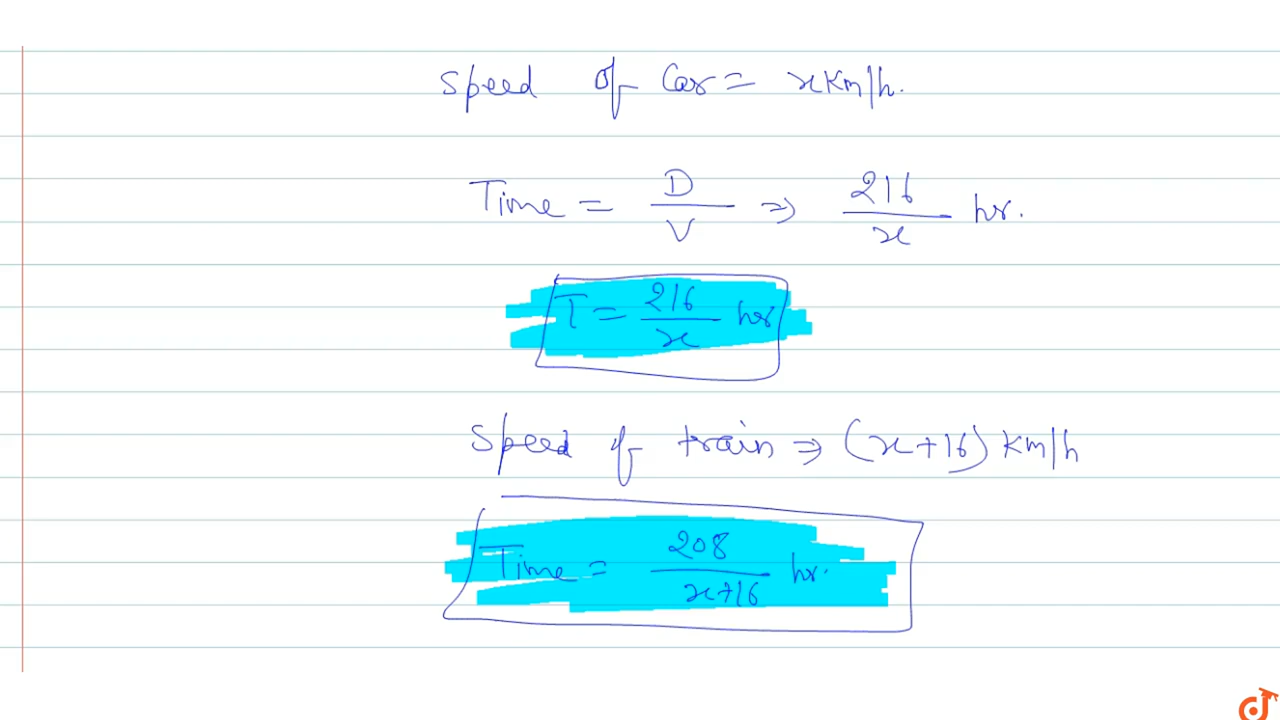 Speed of Car = x Km/h.
Time = D/V ⇒ 216/x hr.
T = 216/x hr
Speed of train ⇒ (x+16) Km/h
Time = 208/x+16 hr.